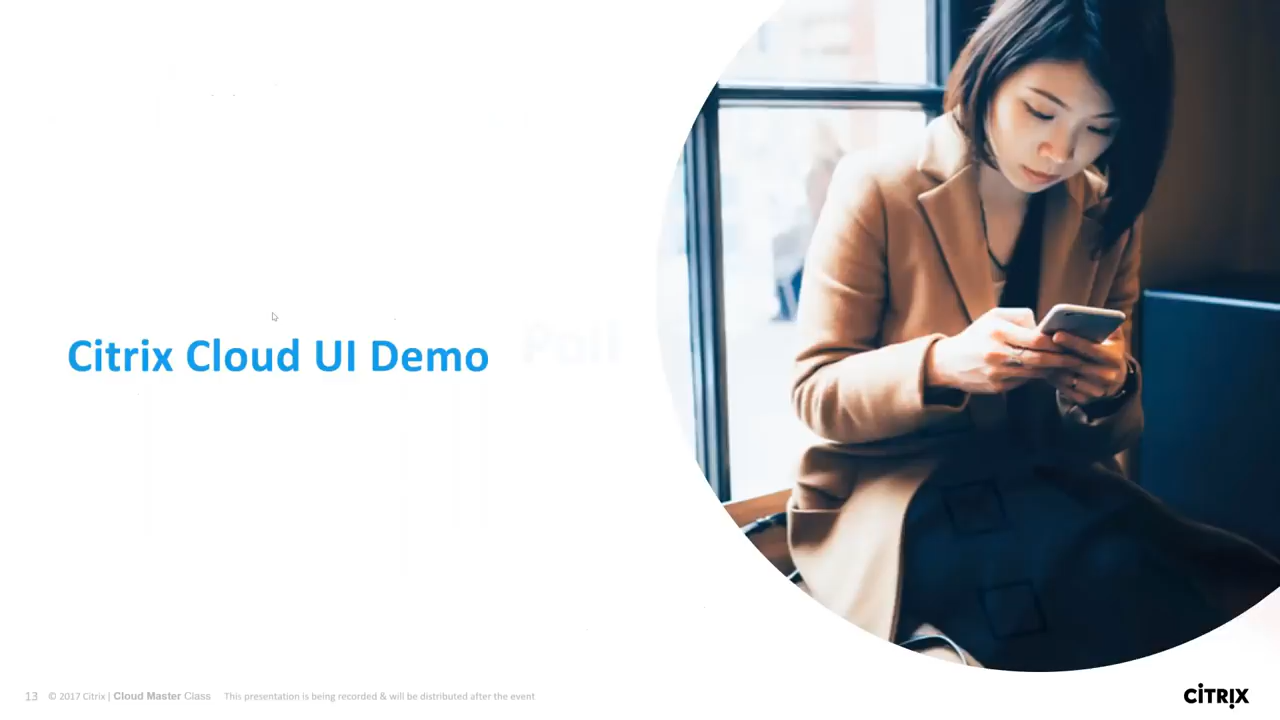 Citrix Cloud UI Demo
13 © 2017 Citrix | Cloud Master Class This presentation is being recorded & will be distributed after the event
CİTRIX